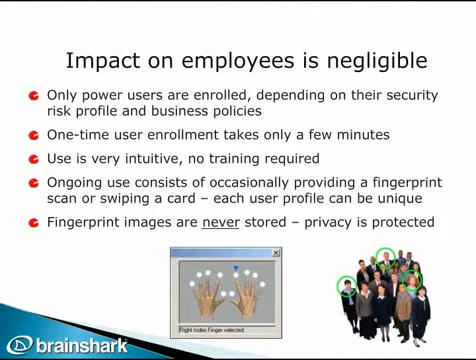 Impact on employees is negligible
Only power users are enrolled, depending on their security
risk profile and business policies
One-time user enrollment takes only a few minutes
Use is very intuitive, no training required
Ongoing use consists of occasionally providing a fingerprint
scan or swiping a card – each user profile can be unique
Fingerprint images are never stored – privacy is protected
Right Index Finger selected
brainshark